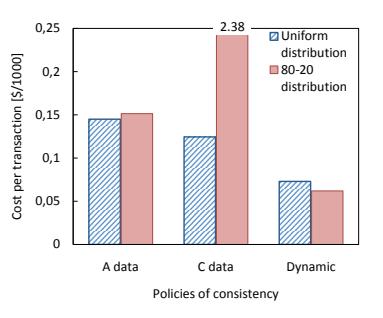 Cost per transaction [$/1000]
0,25
0,2
0,15
0,1
0,05
0
2.38
Uniform
distribution
80-20
distribution
A data
C data
Dynamic
Policies of consistency